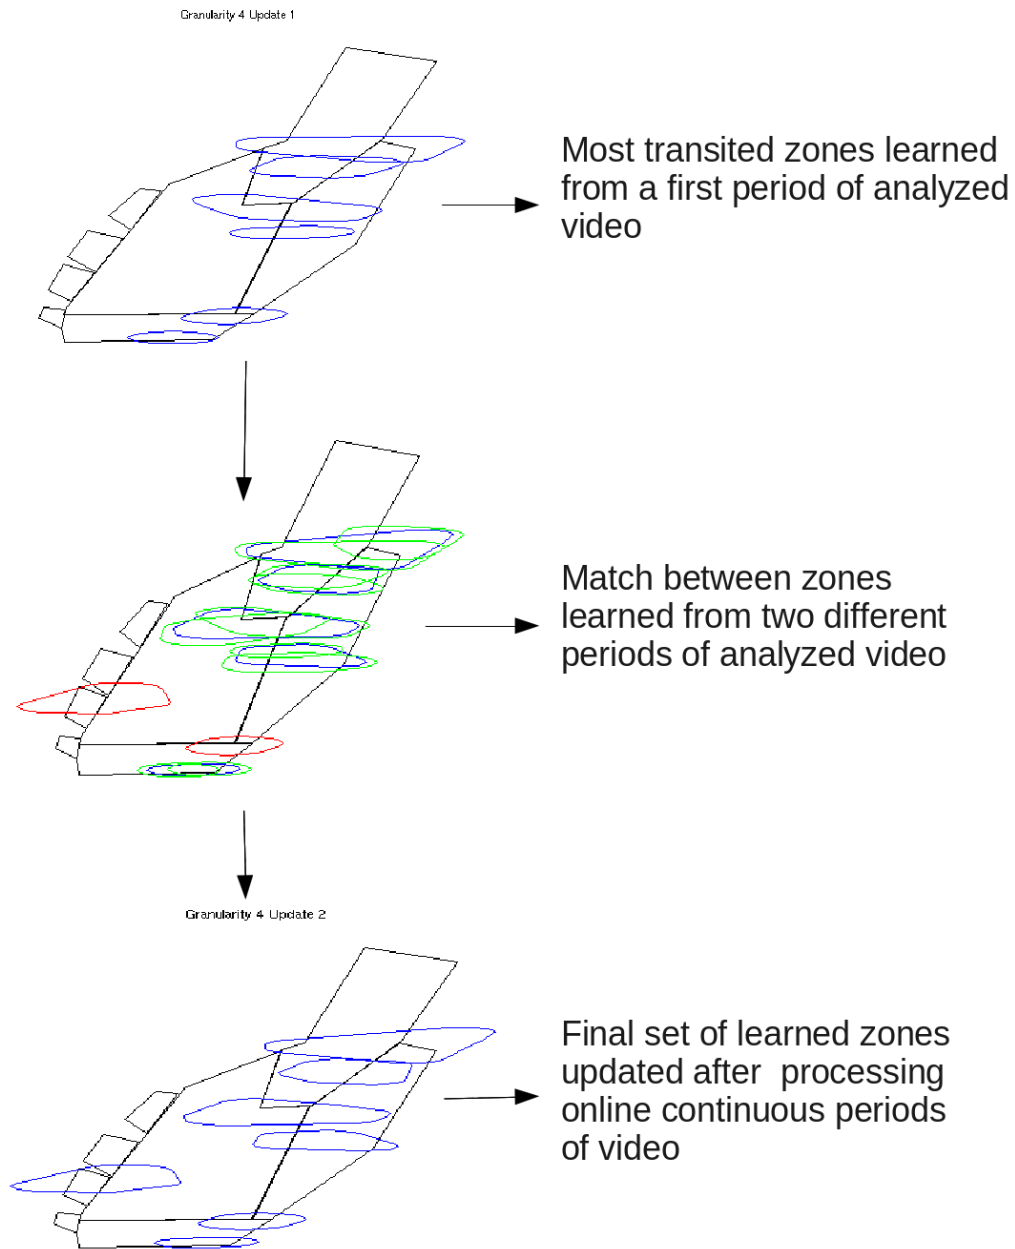 Granularity 4 Update 1
Most transited zones learned
from a first period of analyzed
video
Match between zones
learned from two different
periods of analyzed video
Granularity 4 Update 2
Final set of learned zones
updated after  processing
online continuous periods
of video